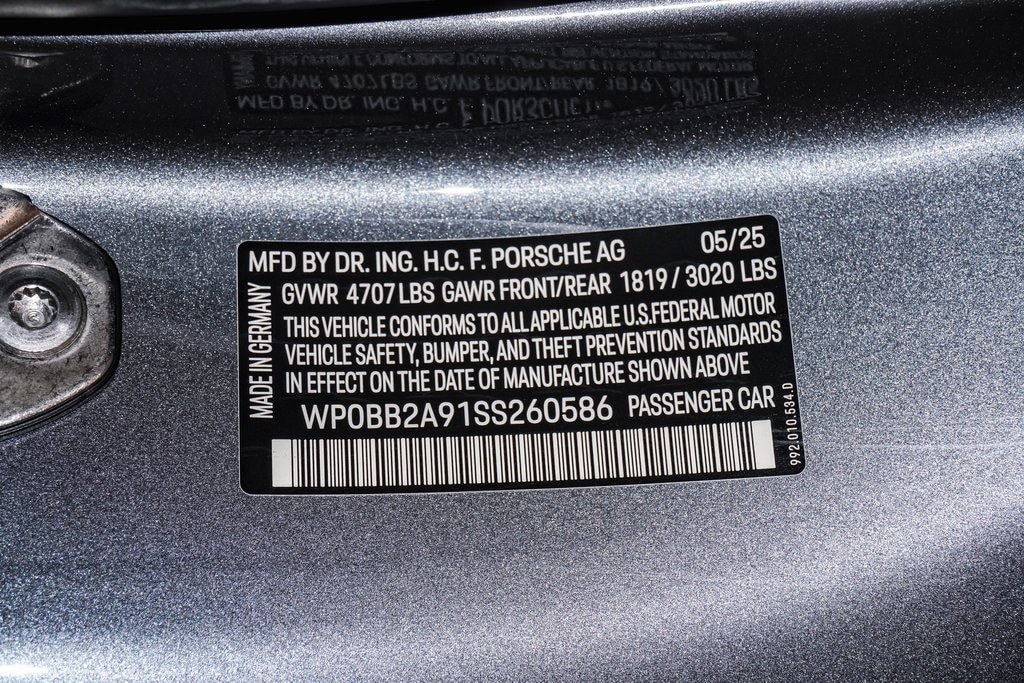 MFD BY DR. ING. H.C. F. PORSCHE AG 05/25
GVWR 4707 LBS GAWR FRONT/REAR 1819 / 3020 LBS
THIS VEHICLE CONFORMS TO ALL APPLICABLE U.S.FEDERAL MOTOR
VEHICLE SAFETY, BUMPER, AND THEFT PREVENTION STANDARDS
IN EFFECT ON THE DATE OF MANUFACTURE SHOWN ABOVE
WP0BB2A91SS260586 PASSENGER CAR
MADE IN GERMANY
992.010.534.D